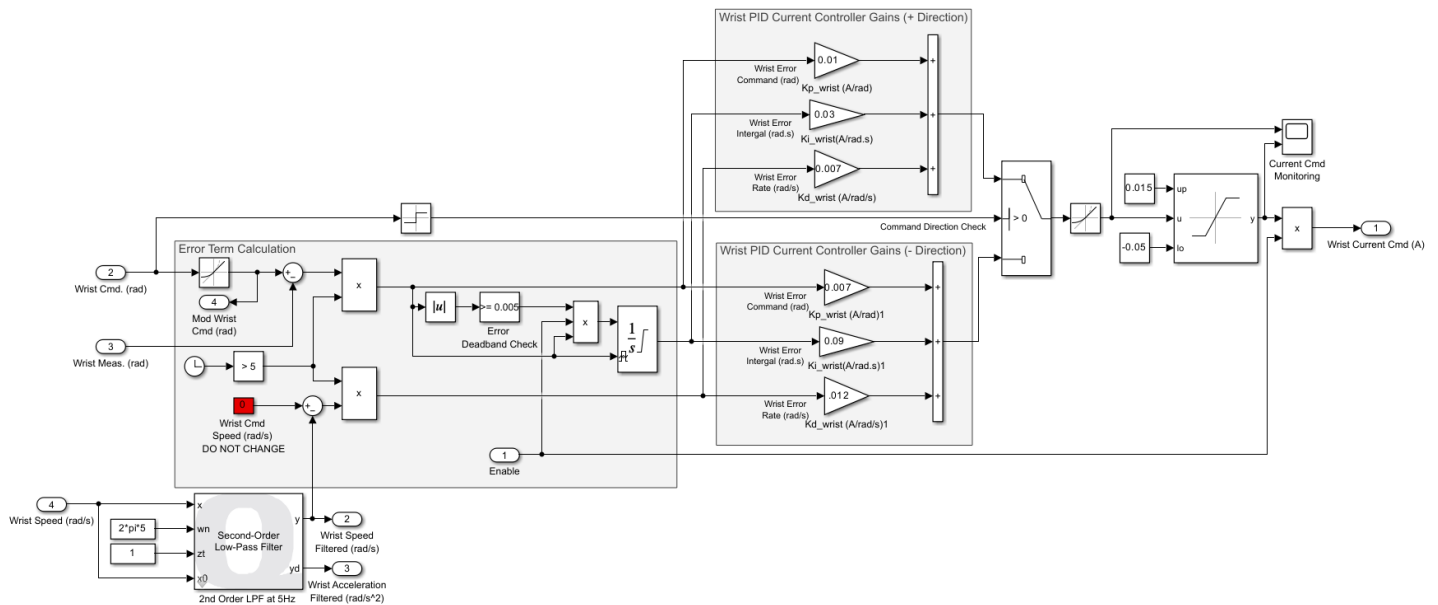 Wrist PID Current Controller Gains (+ Direction)
Wrist Error
Command (rad)
0.01
+
Kp_wrist (A/rad)
Wrist Error
Intergal (rad.s)
0.03
+
Ki_wrist(A/rad.s)
Wrist Error
Rate (rad/s)
0.007
+
Kd_wrist (A/rad/s)
Current Cmd
Monitoring
Command Direction Check
> 0
0.015
up
u
y
-0.05
lo
x
1
Wrist Current Cmd (A)
Error Term Calculation
2
Wrist Cmd. (rad)
4
Mod Wrist
Cmd (rad)
+
-
x
3
Wrist Meas. (rad)
> 5
|u|
>= 0.005
Error
Deadband Check
x
1
s
0
Wrist Cmd
Speed (rad/s)
DO NOT CHANGE
+
-
x
1
Enable
Wrist PID Current Controller Gains (- Direction)
Wrist Error
Command (rad)
0.007
+
Kp_wrist (A/rad)1
Wrist Error
Intergal (rad.s)
0.09
+
Ki_wrist(A/rad.s)1
Wrist Error
Rate (rad/s)
.012
+
Kd_wrist (A/rad/s)1
4
Wrist Speed (rad/s)
2*pi*5
1
x
wn
zt
x0
Second-Order
Low-Pass Filter
y
yd
2nd Order LPF at 5Hz
2
Wrist Speed
Filtered (rad/s)
3
Wrist Acceleration
Filtered (rad/s^2)